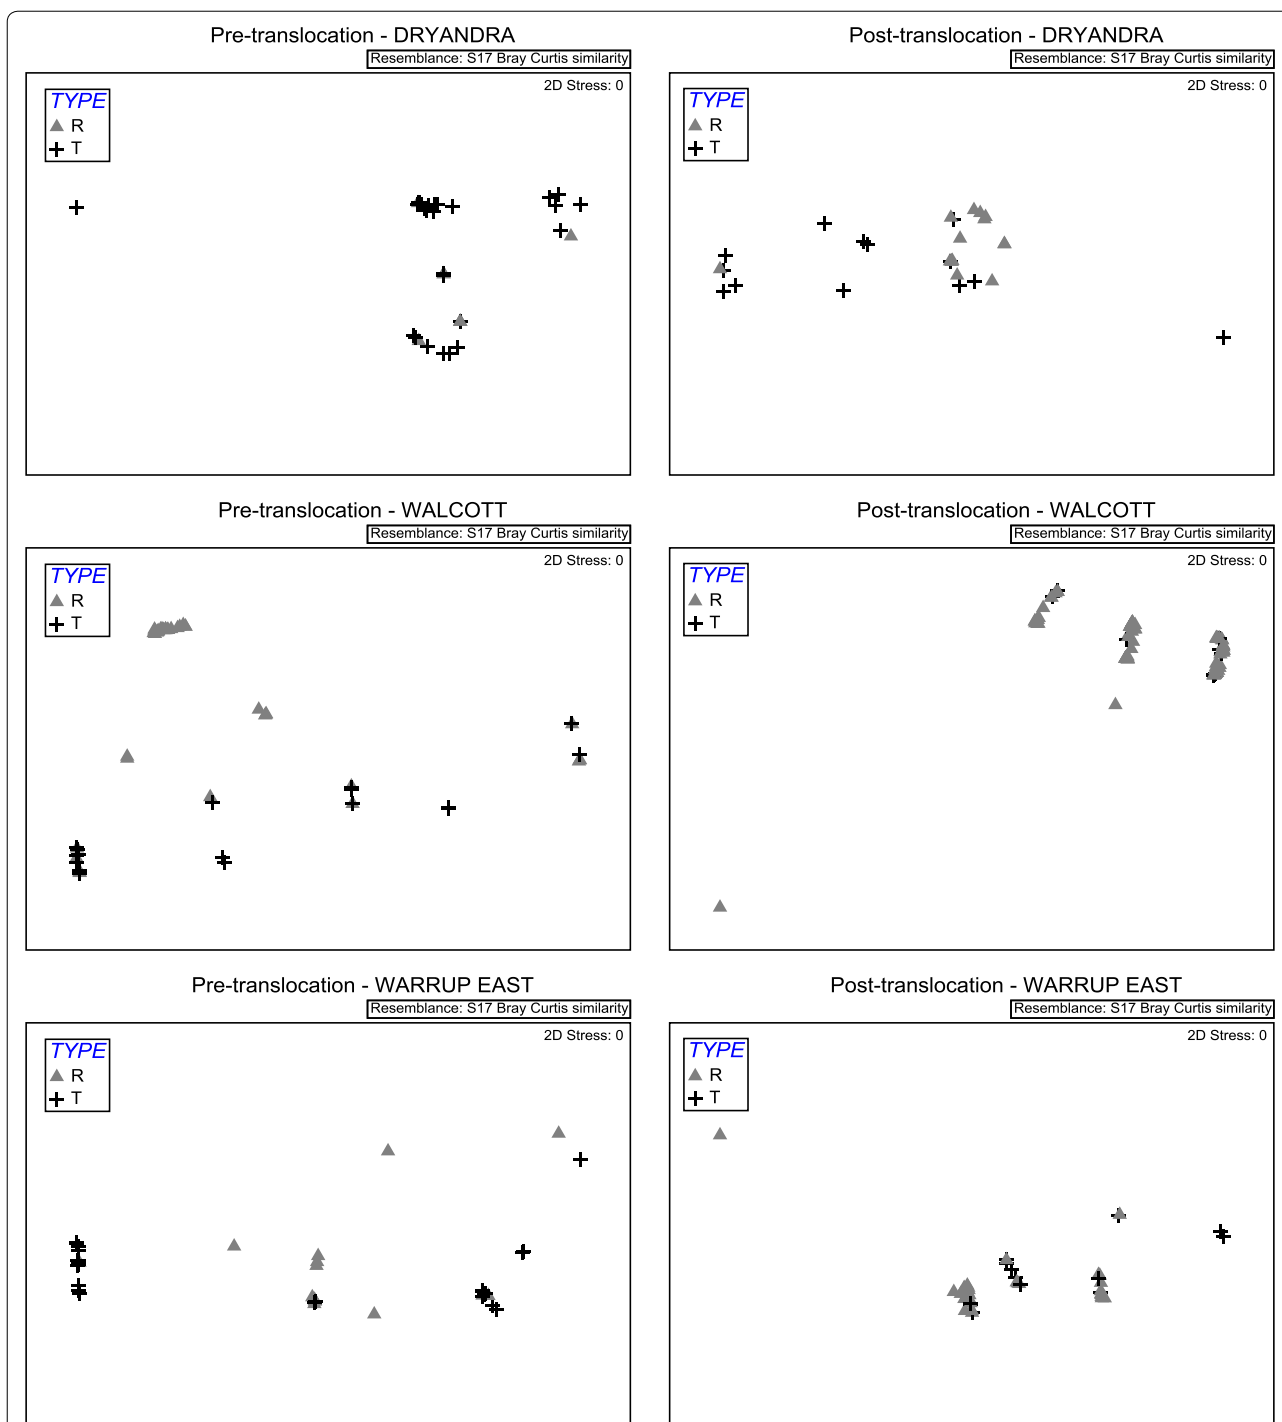 Pre-translocation - DRYANDRA
Resemblance: S17 Bray Curtis similarity
2D Stress: 0
TYPE
R
T
Post-translocation - DRYANDRA
Resemblance: S17 Bray Curtis similarity
2D Stress: 0
TYPE
R
T
Pre-translocation - WALCOTT
Resemblance: S17 Bray Curtis similarity
2D Stress: 0
TYPE
R
T
Post-translocation - WALCOTT
Resemblance: S17 Bray Curtis similarity
2D Stress: 0
TYPE
R
T
Pre-translocation - WARRUP EAST
Resemblance: S17 Bray Curtis similarity
2D Stress: 0
TYPE
R
T
Post-translocation - WARRUP EAST
Resemblance: S17 Bray Curtis similarity
2D Stress: 0
TYPE
R
T